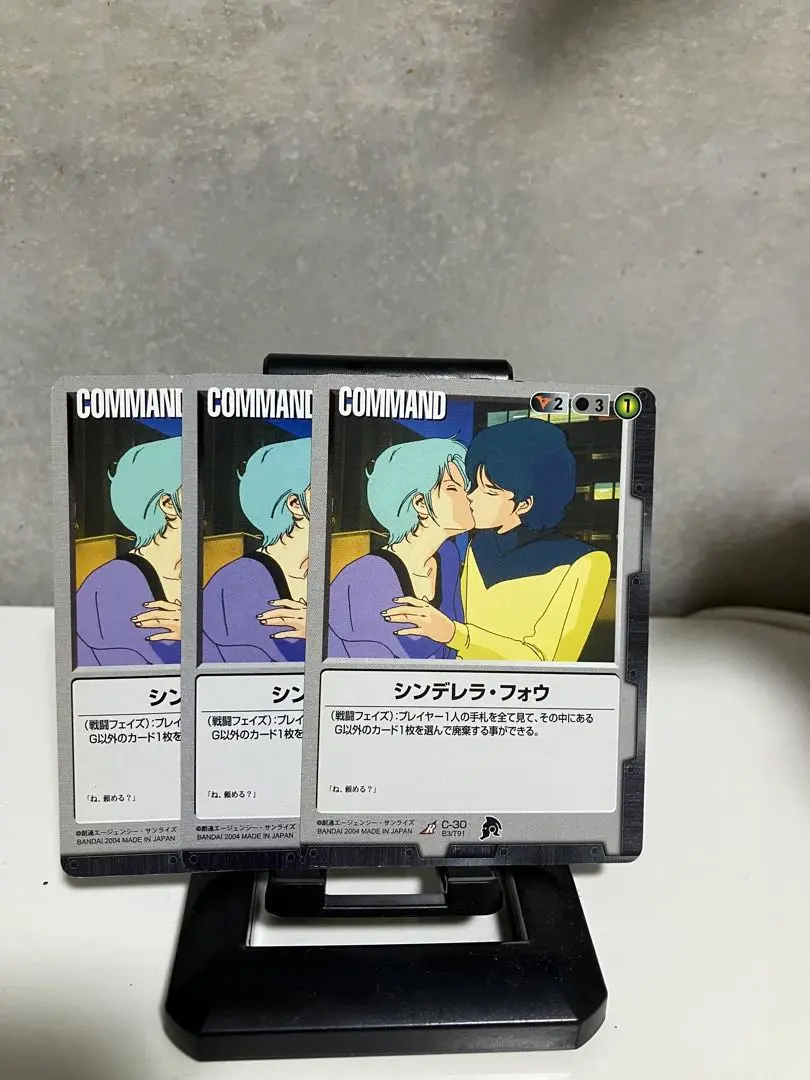 COMMAND
シン
(戦闘フェイズ):プレイ
G以外のカード1枚を
「ね、頼める?」
©創通エージェンシー・サンライズ
BANDAI 2004 MADE IN JAPAN
COMMAND
シン
(戦闘フェイズ):プレイヤ
G以外のカード1枚を
「ね、頼める?」
©創通エージェンシー・サンライズ
BANDAI 2004 MADE IN JAPAN
COMMAND
2 3 1
シンデレラ・フォウ
(戦闘フェイズ):プレイヤー1人の手札を全て見て、その中にある
G以外のカード1枚を選んで廃棄する事ができる。
「ね、頼める?」
©創通エージェンシー・サンライズ
BANDAI 2004 MADE IN JAPAN
R C-30
B3/T91